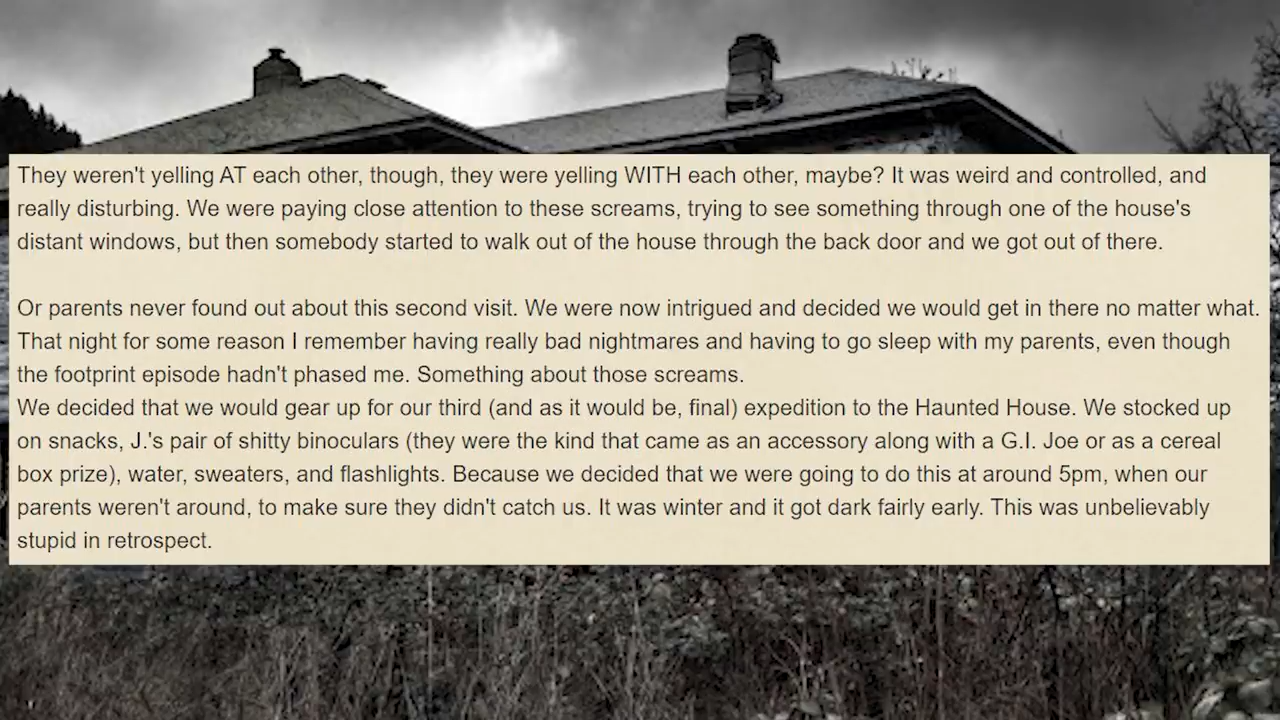 They weren't yelling AT each other, though, they were yelling WITH each other, maybe? It was weird and controlled, and
really disturbing. We were paying close attention to these screams, trying to see something through one of the house's
distant windows, but then somebody started to walk out of the house through the back door and we got out of there.
Or parents never found out about this second visit. We were now intrigued and decided we would get in there no matter what.
That night for some reason I remember having really bad nightmares and having to go sleep with my parents, even though
the footprint episode hadn't phased me. Something about those screams.
We decided that we would gear up for our third (and as it would be, final) expedition to the Haunted House. We stocked up
on snacks, J.'s pair of shitty binoculars (they were the kind that came as an accessory along with a G.I. Joe or as a cereal
box prize), water, sweaters, and flashlights. Because we decided that we were going to do this at around 5pm, when our
parents weren't around, to make sure they didn't catch us. It was winter and it got dark fairly early. This was unbelievably
stupid in retrospect.